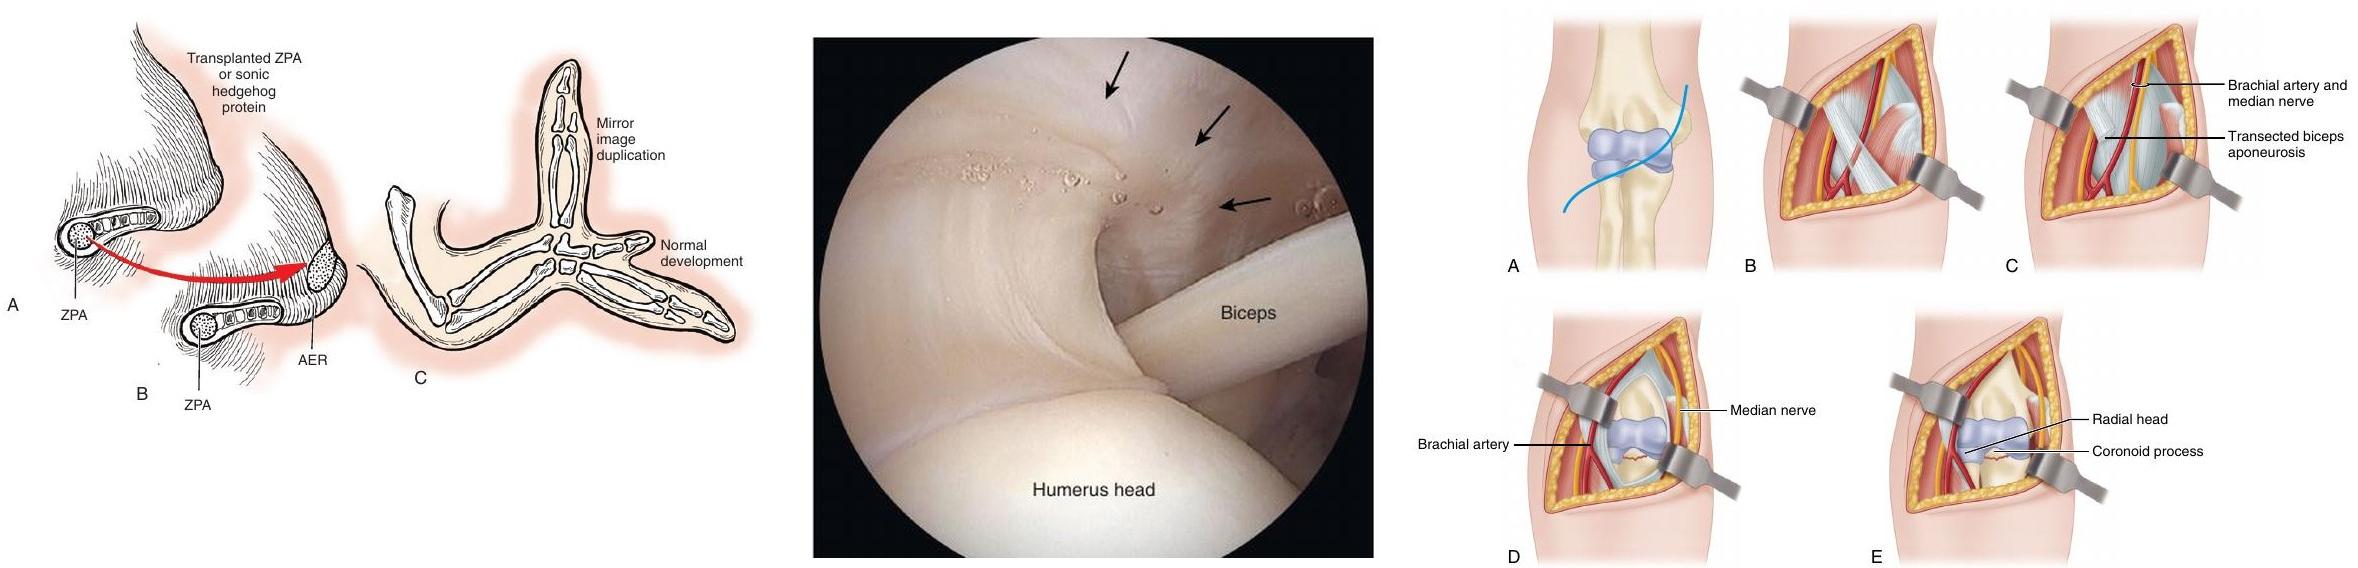 Transplanted ZPA
or sonic
hedgehog
protein
Mirror
image
duplication
Normal
development
A
ZPA
B
AER
C
ZPA
Biceps
Humerus head
Brachial artery and
median nerve
Transected biceps
aponeurosis
A
B
C
Median nerve
Brachial artery
Radial head
Coronoid process
D
E